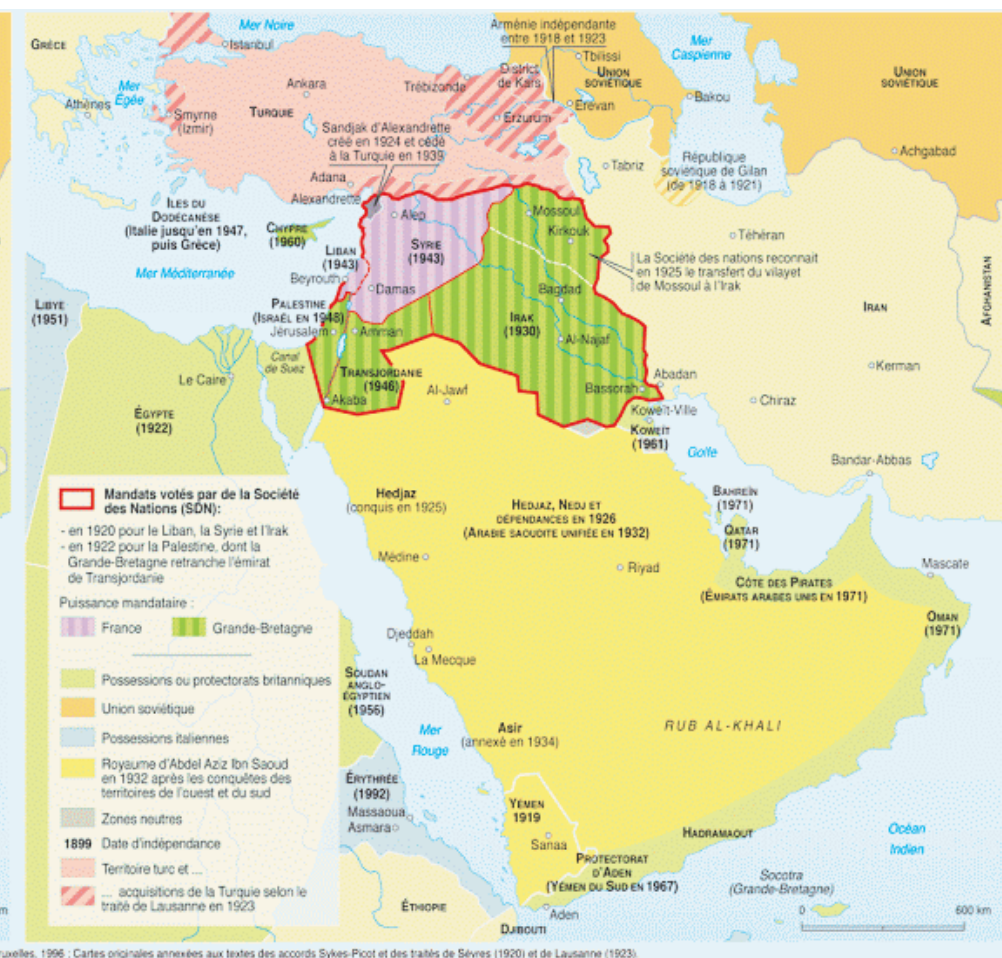 Mer Noire
Arménie indépendante
entre 1918 et 1923
Mer
Caspienne
GRÈCE
Istanbul
Tbilissi
UNION
SOVIÉTIQUE
UNION
SOVIÉTIQUE
Ankara
Trébizonde
District
de Kars
Mer
Égée
Athènes
Smyrne
(Izmir)
TURQUIE
Erzurum
Erevan
Bakou
Achgabad
Sandjak d'Alexandrette
créé en 1924 et cédé
à la Turquie en 1939
Tabriz
République
soviétique de Gilan
(de 1918 à 1921)
Adana
Alexandrette
ILES DU
DODÉCANÈSE
(Italie jusqu'en 1947,
puis Grèce)
CHYPRE
(1960)
Alep
Mossoul
Kirkouk
Téhéran
LIBAN
(1943)
SYRIE
(1943)
La Société des nations reconnait
en 1925 le transfert du vilayet
de Mossoul à l'Irak
Mer Méditerranée
Beyrouth
Damas
Bagdad
AFGHANISTAN
LIBYE
(1951)
PALESTINE
(ISRAËL EN 1948)
IRAK
(1930)
IRAN
Jérusalem
Amman
Al-Najaf
Canal
de Suez
Le Caire
TRANSJORDANIE
(1946)
Al-Jawf
Abadan
Kerman
Bassorah
Akaba
Chiraz
ÉGYPTE
(1922)
Koweït-Ville
KOWEÏT
(1961)
Golfe
Bandar-Abbas
Mandats votés par de la Société
des Nations (SDN):
- en 1920 pour le Liban, la Syrie et l'Irak
- en 1922 pour la Palestine, dont la
Grande-Bretagne retranche l'émirat
de Transjordanie
Puissance mandataire :
France
Grande-Bretagne
Possessions ou protectorats britanniques
Union soviétique
Possessions italiennes
Royaume d'Abdel Aziz Ibn Saoud
en 1932 après les conquêtes des
territoires de l'ouest et du sud
Zones neutres
1899 Date d'indépendance
Territoire turc et ...
... acquisitions de la Turquie selon le
traité de Lausanne en 1923
Hedjaz
(conquis en 1925)
HEDJAZ, NEDJ ET
DÉPENDANCES EN 1926
(ARABIE SAOUDITE UNIFIÉE EN 1932)
BAHREÏN
(1971)
QATAR
(1971)
Médine
Riyad
Mascate
CÔTE DES PIRATES
(ÉMIRATS ARABES UNIS EN 1971)
OMAN
(1971)
Djeddah
La Mecque
SOUDAN
ANGLO-
ÉGYPTIEN
(1956)
Mer
Rouge
Asir
(annexé en 1934)
RUB AL-KHALI
ÉRYTHRÉE
(1992)
Massaoua
Asmara
YÉMEN
1919
Sanaa
HADRAMAOUT
Océan
Indien
PROTECTORAT
D'ADEN
(YÉMEN DU SUD EN 1967)
Socotra
(Grande-Bretagne)
ÉTHIOPIE
Aden
DJIBOUTI
0 600 km
m
ruxelles, 1996 ; Cartes originales annexées aux textes des accords Sykes-Picot et des traités de Sèvres (1920) et de Lausanne (1923).